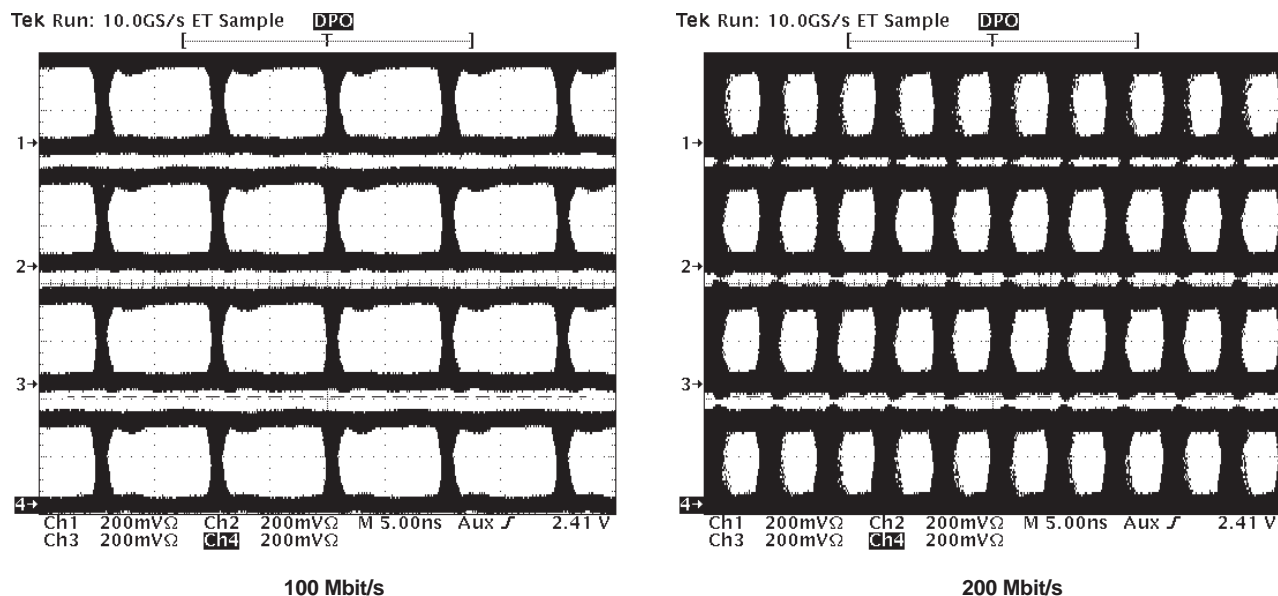 Tek Run: 10.0GS/s ET Sample DPO
[ T ]
1→
2→
3→
4→
Ch1 200mVΩ Ch2 200mVΩ M 5.00ns Aux ƒ 2.41 V
Ch3 200mVΩ Ch4 200mVΩ
100 Mbit/s
Tek Run: 10.0GS/s ET Sample DPO
[ T ]
1→
2→
3→
4→
Ch1 200mVΩ Ch2 200mVΩ M 5.00ns Aux ƒ 2.41 V
Ch3 200mVΩ Ch4 200mVΩ
200 Mbit/s